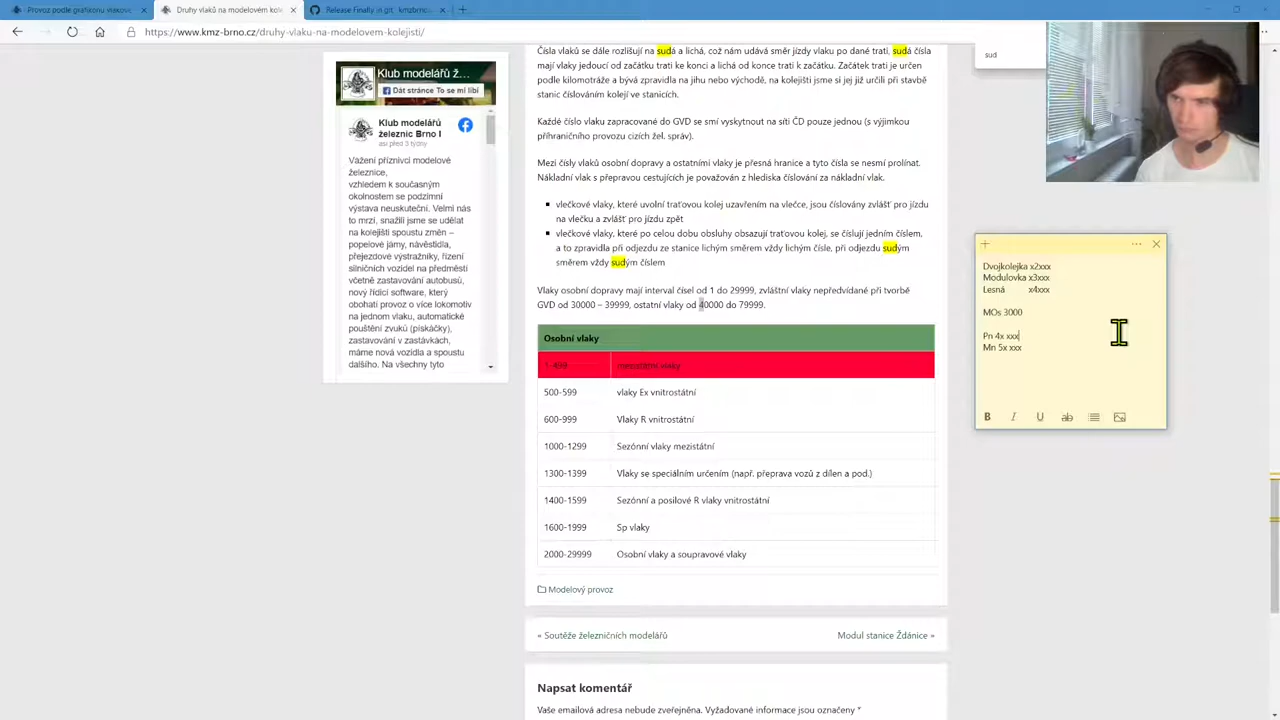 Provoz podle grafikonu vlakové
Druhy vlaků na modelovém kole
Release Finally in git · kmzbrno
https://www.kmz-brno.cz/druhy-vlaku-na-modelovem-kolejisti/
sud
Klub modelářů ž...
Dát stránce To se mi líbí
Klub modelářů
železnic Brno I
asi před 3 týdny
Vážení příznivci modelové
železnice,
vzhledem k současným
okolnostem se podzimní
výstava neuskuteční. Velmi nás
to mrzí, snažili jsme se udělat
na kolejišti spoustu změn –
popelové jámy, návěstidla,
přejezdové výstražníky, řízení
silničních vozidel na předměstí
včetně zastavování autobusů,
nový řídicí software, který
obohatí provoz o více lokomotiv
na jednom vlaku, automatické
pouštění zvuků (pískačky),
zastavování v zastávkách,
máme nová vozidla a spoustu
dalšího. Na všechny tyto
Čísla vlaků se dále rozlišují na sudá a lichá, což nám udává směr jízdy vlaku po dané trati, sudá čísla
mají vlaky jedoucí od začátku trati ke konci a lichá od konce trati k začátku. Začátek trati je určen
podle kilometráže a bývá zpravidla na jihu nebo východě, na kolejišti jsme si jej již určili při stavbě
stanic číslováním kolejí ve stanicích.
Každé číslo vlaku zapracované do GVD se smí vyskytnout na síti ČD pouze jednou (s výjimkou
příhraničního provozu cizích žel. správ).
Mezi čísly vlaků osobní dopravy a ostatními vlaky je přesná hranice a tyto čísla se nesmí prolínat.
Nákladní vlak s přepravou cestujících je považován z hlediska číslování za nákladní vlak.
▪ vlečkové vlaky, které uvolní traťovou kolej uzavřením na vlečce, jsou číslovány zvlášť pro jízdu
na vlečku a zvlášť pro jízdu zpět
▪ vlečkové vlaky, které po celou dobu obsluhy obsazují traťovou kolej, se číslují jedním číslem,
a to zpravidla při odjezdu ze stanice lichým směrem vždy lichým čísle, při odjezdu sudým
směrem vždy sudým číslem
Vlaky osobní dopravy mají interval čísel od 1 do 29999, zvláštní vlaky nepředvídané při tvorbě
GVD od 30000 – 39999, ostatní vlaky od 40000 do 79999.
Osobní vlaky
1-499 mezistátní vlaky
500-599 vlaky Ex vnitrostátní
600-999 Vlaky R vnitrostátní
1000-1299 Sezónní vlaky mezistátní
1300-1399 Vlaky se speciálním určením (např. přeprava vozů z dílen a pod.)
1400-1599 Sezónní a posilové R vlaky vnitrostátní
1600-1999 Sp vlaky
2000-29999 Osobní vlaky a soupravové vlaky
Modelový provoz
« Soutěže železničních modelářů
Modul stanice Ždánice »
Napsat komentář
Vaše emailová adresa nebude zveřejněna. Vyžadované informace jsou označeny *
Dvojkolejka x2xxx
Modulovka x3xxx
Lesná x4xxx
MOs 3000
Pn 4x xxx
Mn 5x xxx
B I U ab